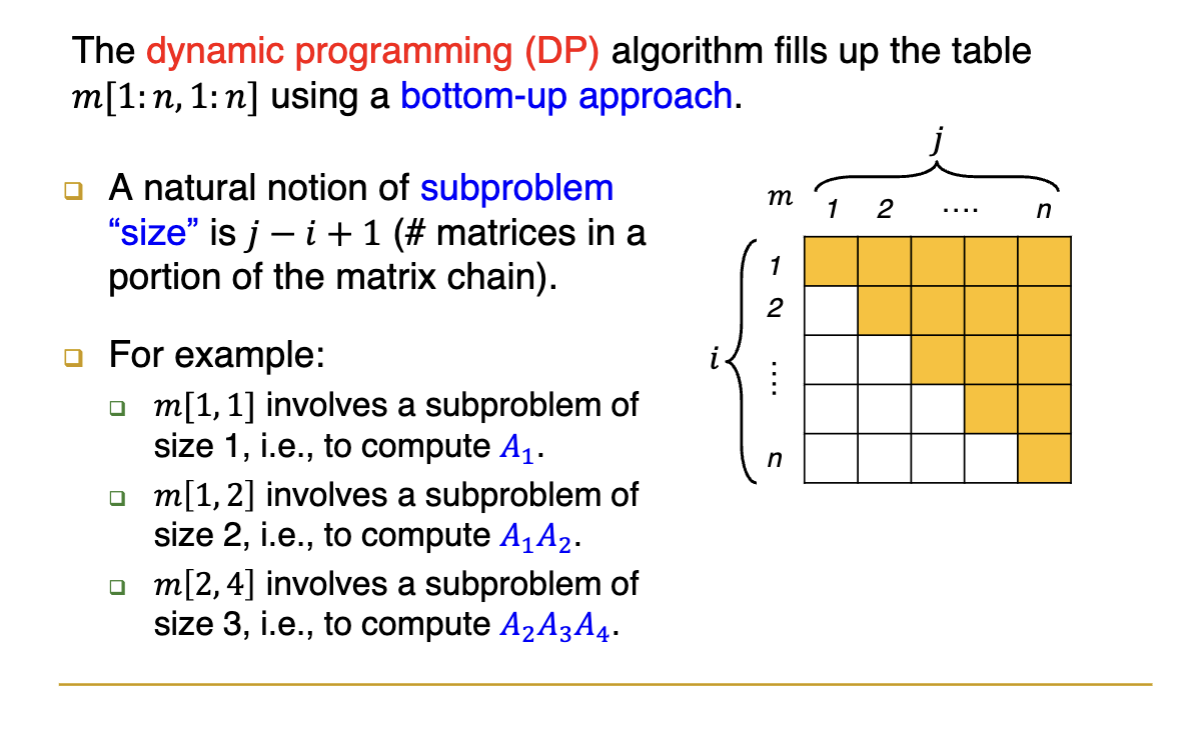 The dynamic programming (DP) algorithm fills up the table
𝑚[1: 𝑛, 1: 𝑛] using a bottom-up approach.
A natural notion of subproblem
“size” is 𝑗 − 𝑖 + 1 (# matrices in a
portion of the matrix chain).
For example:
𝑚[1, 1] involves a subproblem of
size 1, i.e., to compute 𝐴₁.
𝑚[1, 2] involves a subproblem of
size 2, i.e., to compute 𝐴₁𝐴₂.
𝑚[2, 4] involves a subproblem of
size 3, i.e., to compute 𝐴₂𝐴₃𝐴₄.
𝑗
𝑚 1 2 .... n
1
2
𝑖 ....
n